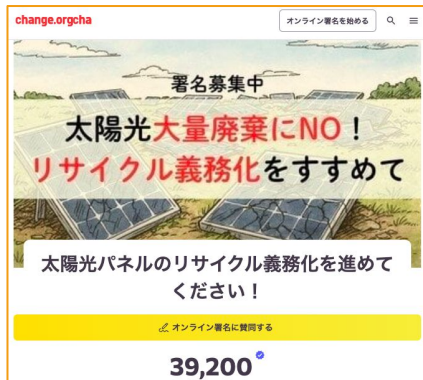 change.orgcha
オンライン署名を始める
署名募集中
太陽光大量廃棄にNO！
リサイクル義務化をすすめて
太陽光パネルのリサイクル義務化を進めて
ください！
オンライン署名に賛同する
39,200